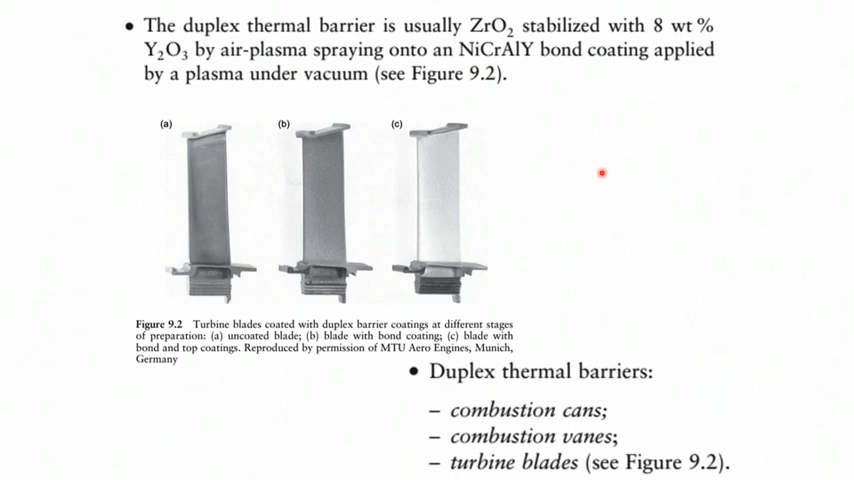 • The duplex thermal barrier is usually ZrO₂ stabilized with 8 wt %
Y₂O₃ by air-plasma spraying onto an NiCrAlY bond coating applied
by a plasma under vacuum (see Figure 9.2).
(a) (b) (c)
Figure 9.2 Turbine blades coated with duplex barrier coatings at different stages
of preparation: (a) uncoated blade; (b) blade with bond coating; (c) blade with
bond and top coatings. Reproduced by permission of MTU Aero Engines, Munich,
Germany
• Duplex thermal barriers:
– combustion cans;
– combustion vanes;
– turbine blades (see Figure 9.2).